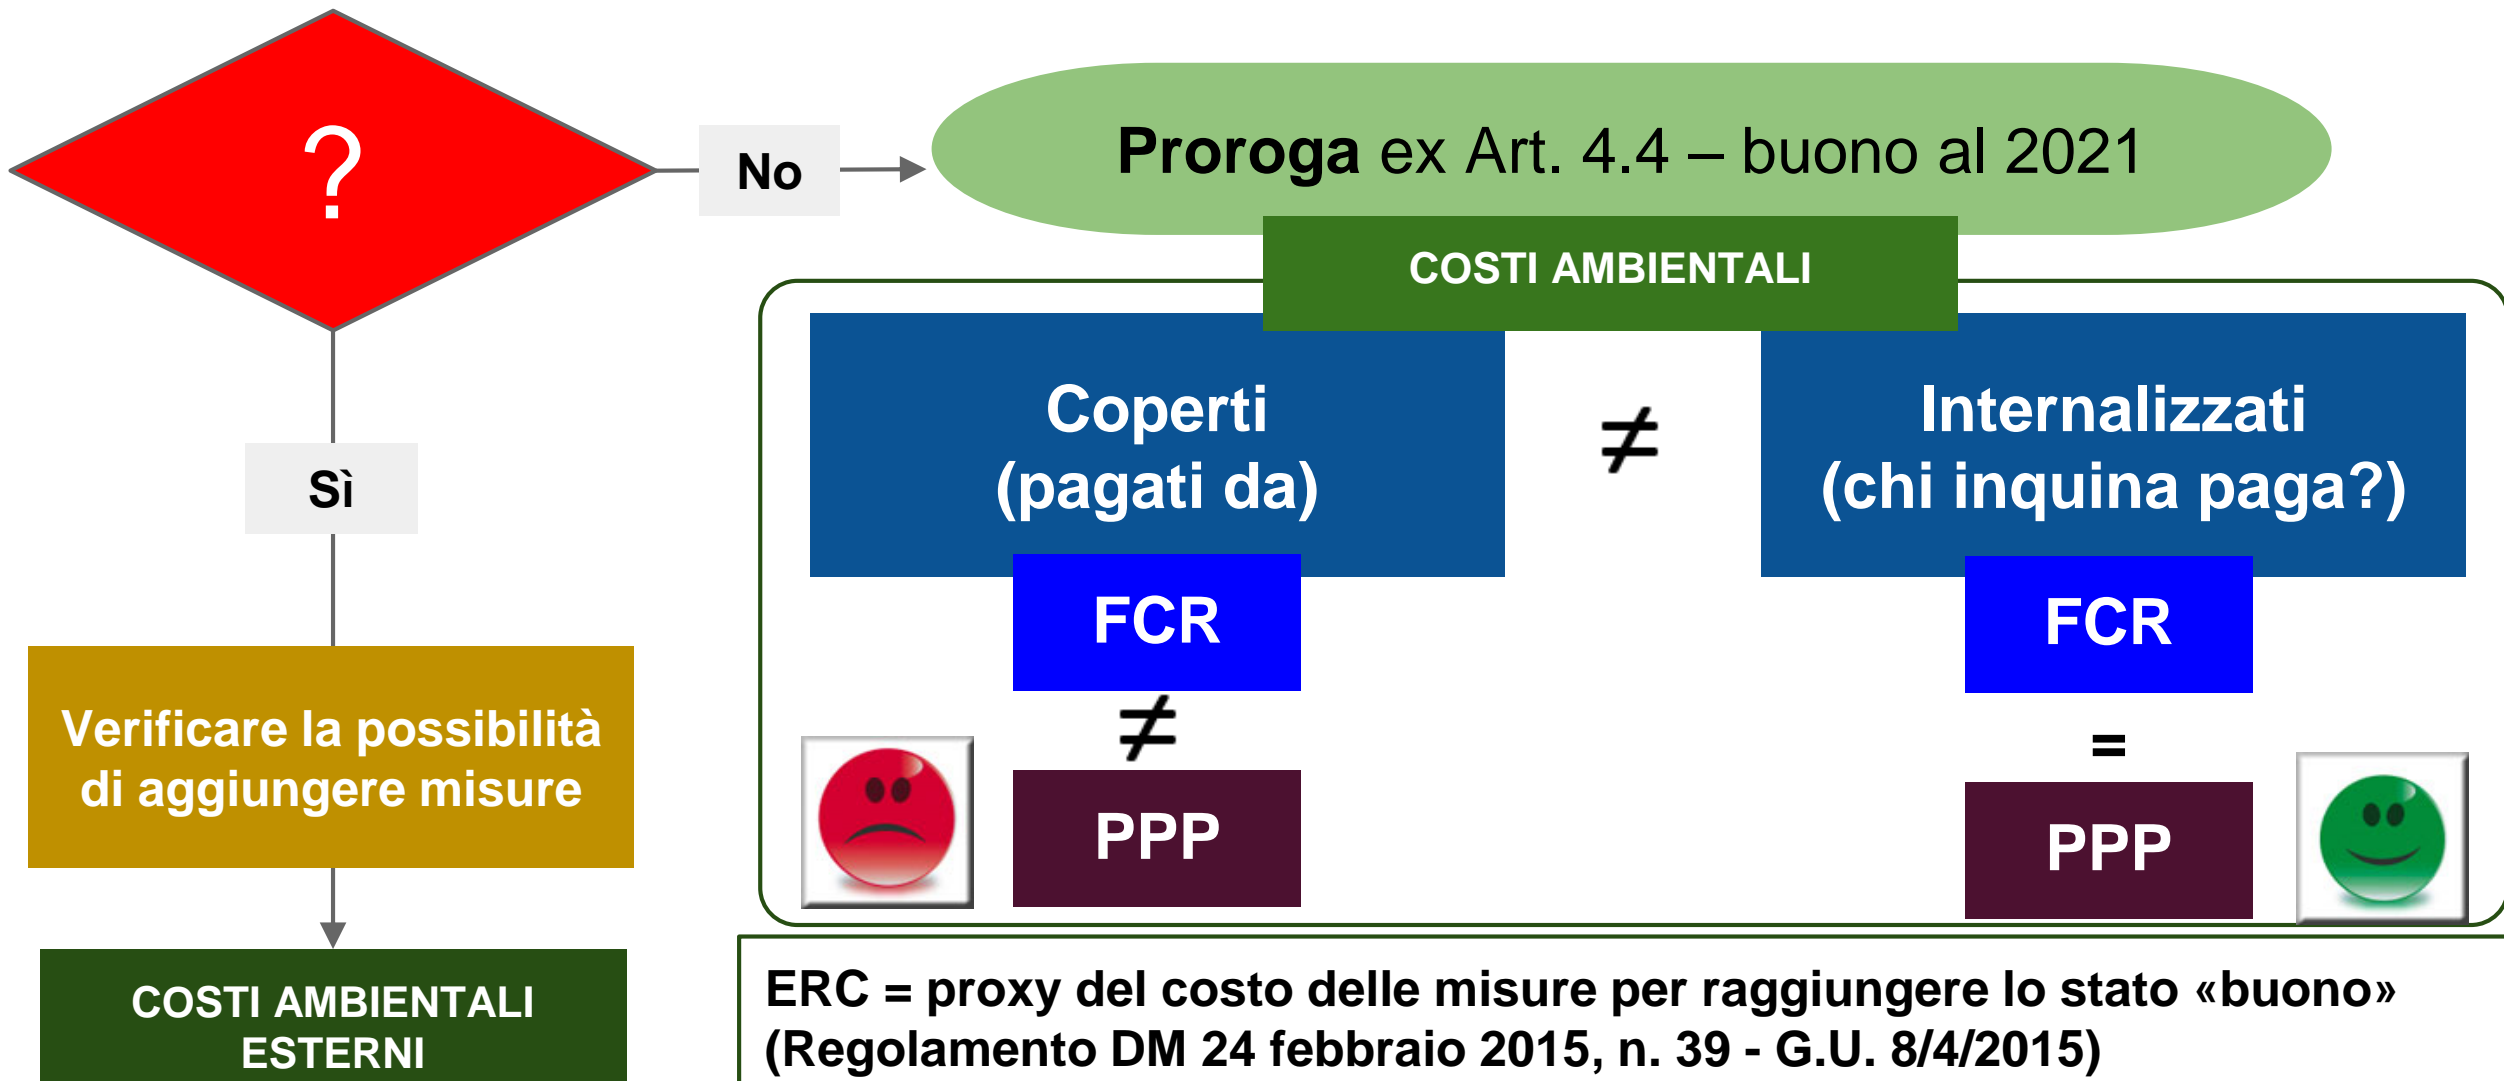 ?
No
Proroga ex Art. 4.4 – buono al 2021
COSTI AMBIENTALI
Coperti
(pagati da)
≠
Internalizzati
(chi inquina paga?)
Sì
FCR
≠
PPP
FCR
=
PPP
Verificare la possibilità
di aggiungere misure
COSTI AMBIENTALI
ESTERNI
ERC = proxy del costo delle misure per raggiungere lo stato «buono»
(Regolamento DM 24 febbraio 2015, n. 39 - G.U. 8/4/2015)